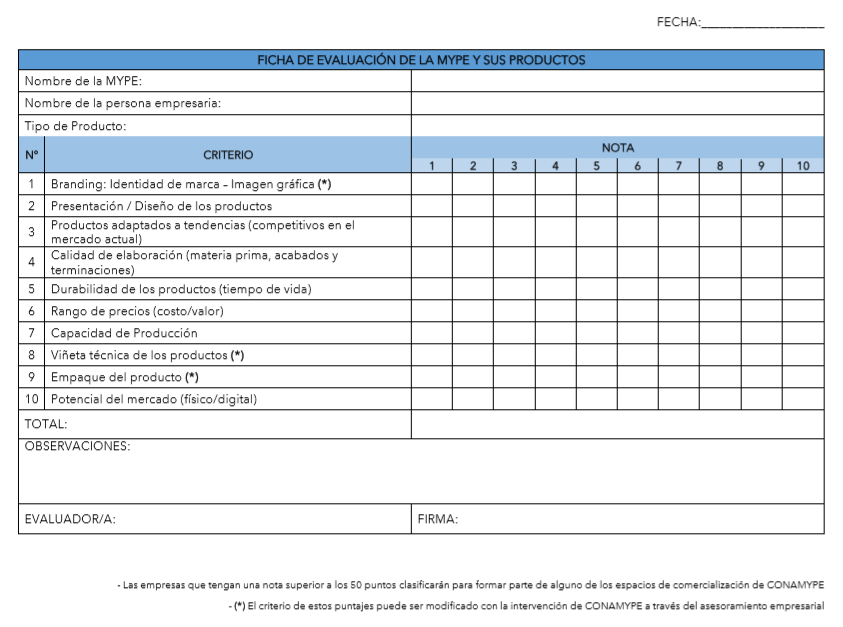 FECHA:____________________
FICHA DE EVALUACIÓN DE LA MYPE Y SUS PRODUCTOS
Nombre de la MYPE:
Nombre de la persona empresaria:
Tipo de Producto:
Nº CRITERIO NOTA
1 2 3 4 5 6 7 8 9 10
1 Branding: Identidad de marca – Imagen gráfica (*)
2 Presentación / Diseño de los productos
3 Productos adaptados a tendencias (competitivos en el
mercado actual)
4 Calidad de elaboración (materia prima, acabados y
terminaciones)
5 Durabilidad de los productos (tiempo de vida)
6 Rango de precios (costo/valor)
7 Capacidad de Producción
8 Viñeta técnica de los productos (*)
9 Empaque del producto (*)
10 Potencial del mercado (físico/digital)
TOTAL:
OBSERVACIONES:
EVALUADOR/A: FIRMA:
- Las empresas que tengan una nota superior a los 50 puntos clasificarán para formar parte de alguno de los espacios de comercialización de CONAMYPE
- (*) El criterio de estos puntajes puede ser modificado con la intervención de CONAMYPE a través del asesoramiento empresarial